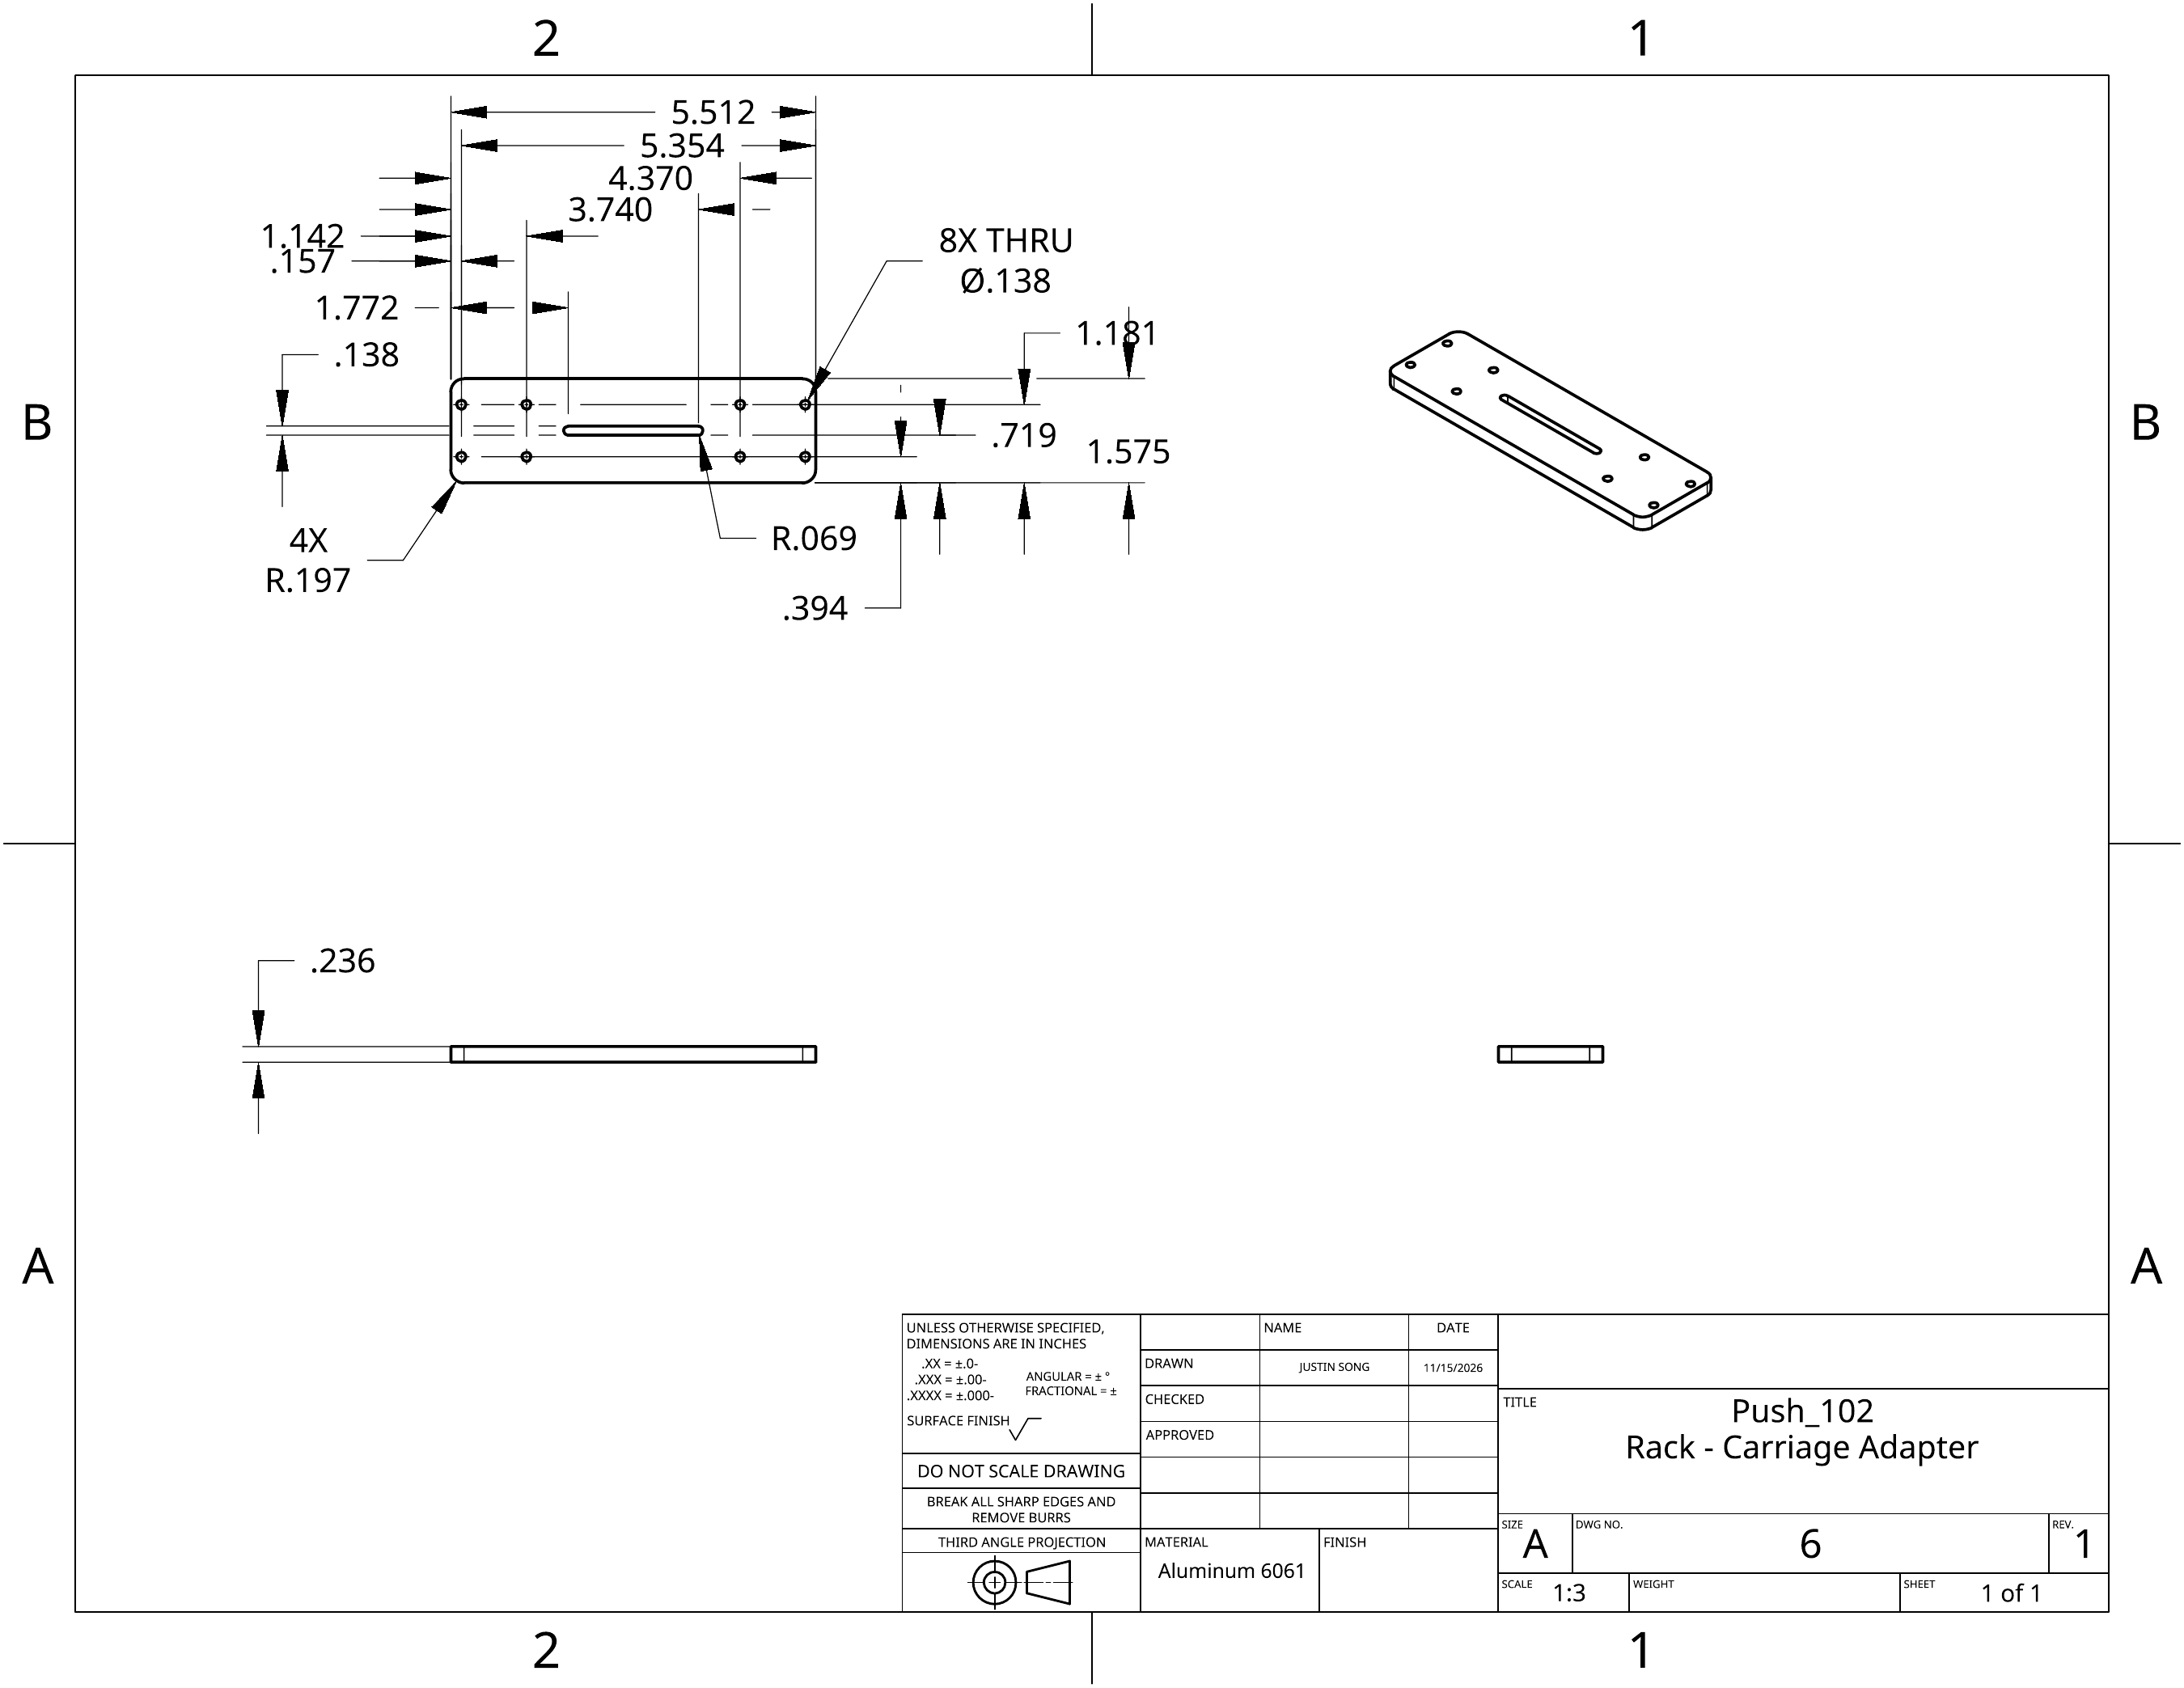 2
1
5.512
5.354
4.370
3.740
1.142
.157
1.772
.138
8X THRU
Ø.138
1.181
.719
1.575
4X
R.197
R.069
.394
B
B
.236
A
A
UNLESS OTHERWISE SPECIFIED,
DIMENSIONS ARE IN INCHES
.XX = ±.0-
.XXX = ±.00-
.XXXX = ±.000-
ANGULAR = ± °
FRACTIONAL = ±
SURFACE FINISH
DO NOT SCALE DRAWING
BREAK ALL SHARP EDGES AND
REMOVE BURRS
THIRD ANGLE PROJECTION
NAME
DATE
DRAWN
JUSTIN SONG
11/15/2026
CHECKED
APPROVED
MATERIAL
Aluminum 6061
FINISH
TITLE
Push_102
Rack - Carriage Adapter
SIZE
A
DWG NO.
6
REV.
1
SCALE
1:3
WEIGHT
SHEET
1 of 1
2
1